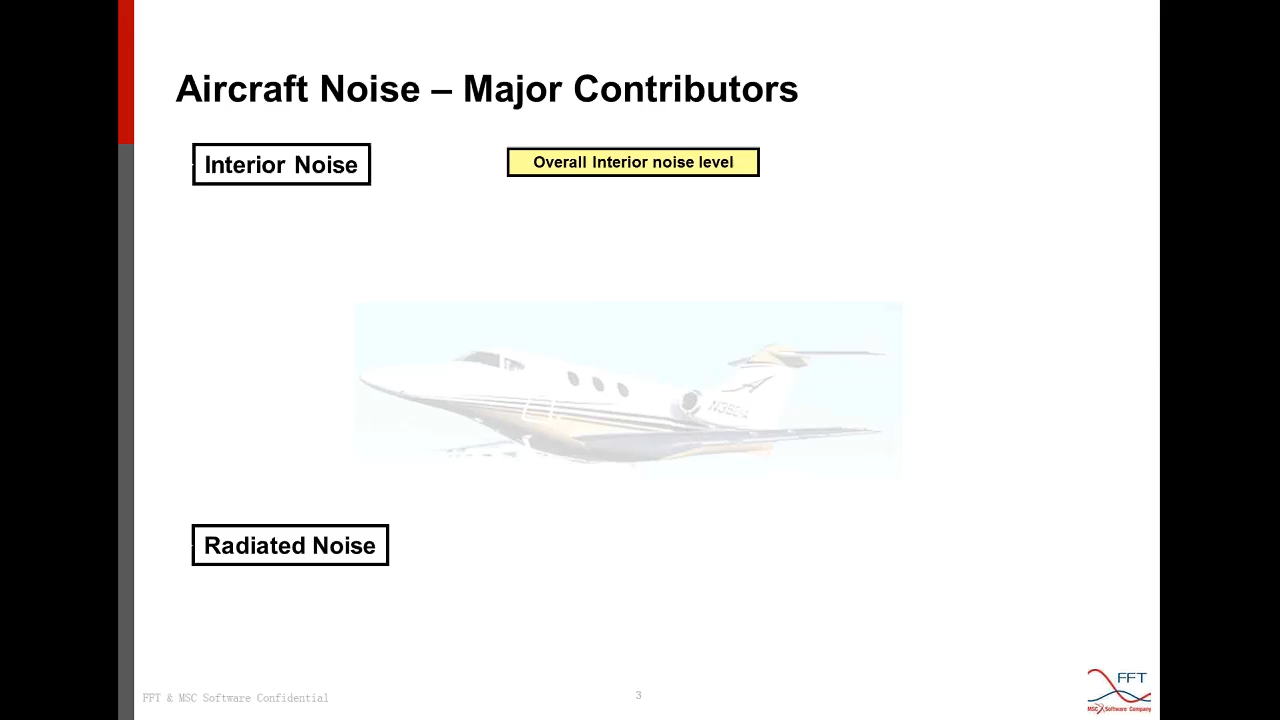 Aircraft Noise – Major Contributors
Interior Noise
Overall Interior noise level
Radiated Noise
FFT & MSC Software Confidential
3
FFT
MSC Software Company